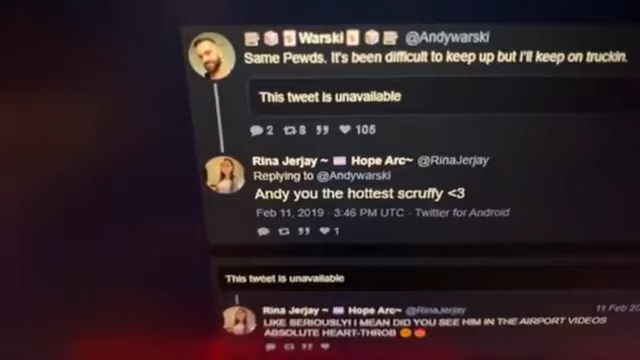 Warski @Andywarski
Same Pewds. It's been difficult to keep up but I'll keep on truckin.
This tweet is unavailable
2 8 105
Rina Jerjay ~ Hope Arc~ @RinaJerjay
Replying to @Andywarski
Andy you the hottest scruffy <3
Feb 11, 2019 · 3:46 PM UTC · Twitter for Android
1
This tweet is unavailable
Rina Jerjay ~ Hope Arc~ @RinaJerjay 11 Feb 20
LIKE SERIOUSLY! I MEAN DID YOU SEE HIM IN THE AIRPORT VIDEOS
ABSOLUTE HEART-THROB